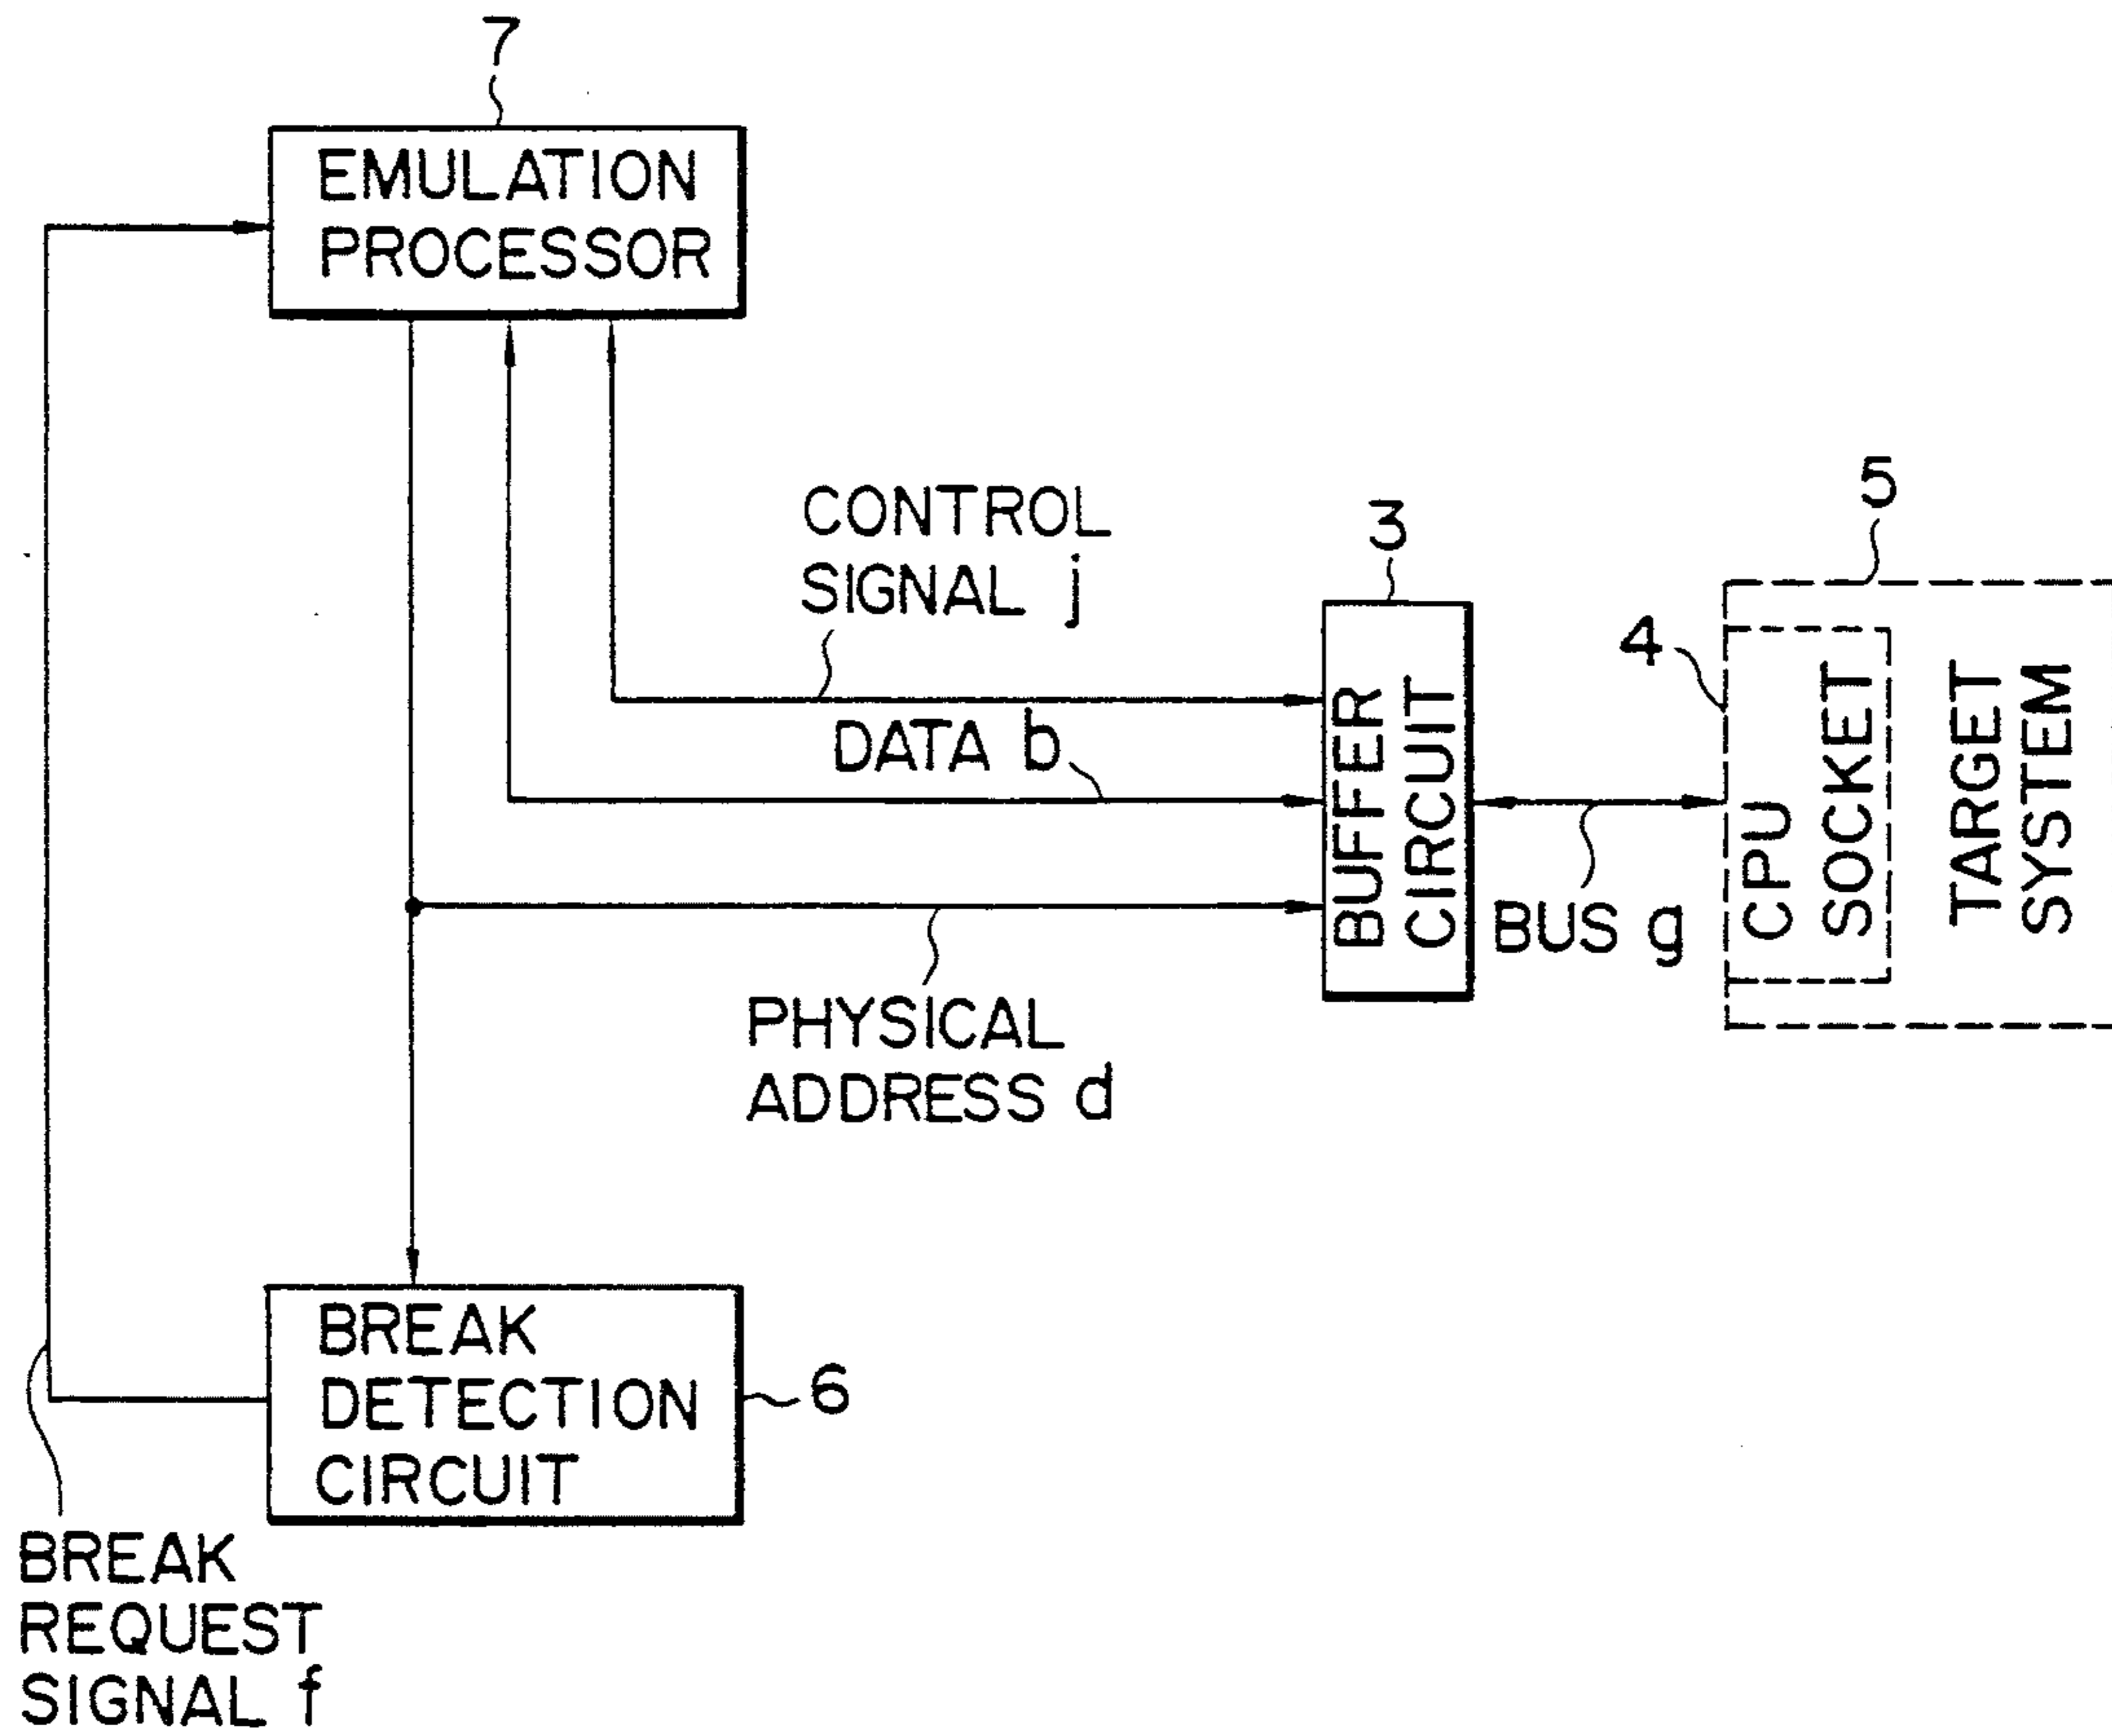 7
EMULATION
PROCESSOR
CONTROL
SIGNAL j
3
5
4
DATA b
BUFFER
CIRCUIT
BUS g
CPU
SOCKET
TARGET
SYSTEM
PHYSICAL
ADDRESS d
BREAK
DETECTION
CIRCUIT
6
BREAK
REQUEST
SIGNAL f